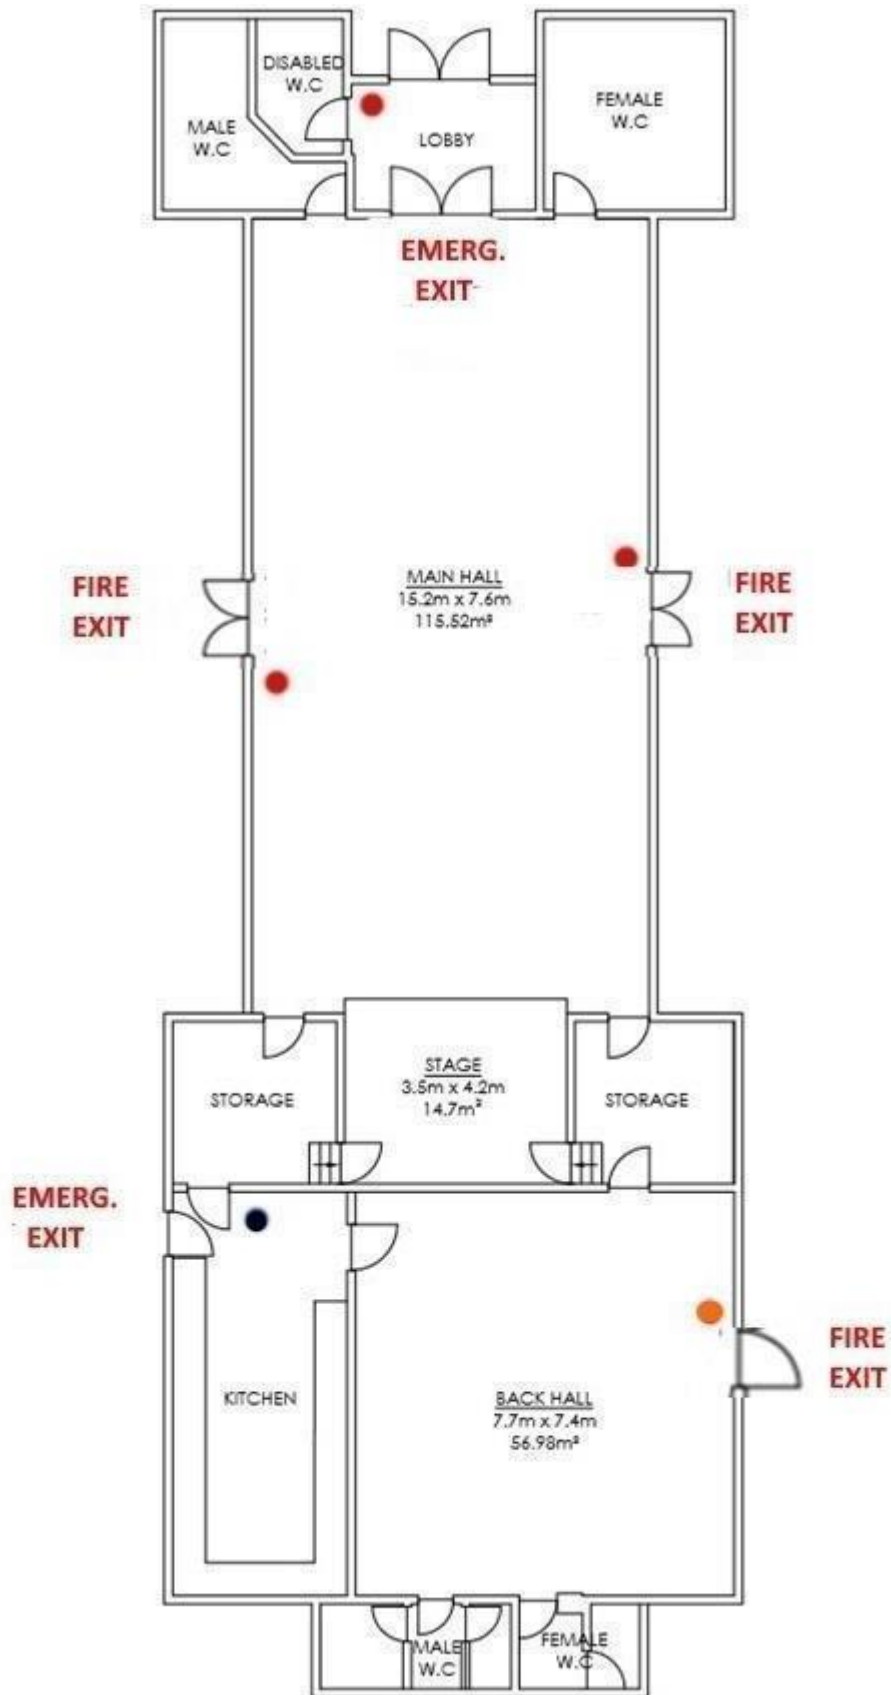 DISABLED
W.C
MALE
W.C
LOBBY
FEMALE
W.C
EMERG.
EXIT
FIRE
EXIT
MAIN HALL
15.2m x 7.6m
115.52m²
FIRE
EXIT
STORAGE
STAGE
3.5m x 4.2m
14.7m²
STORAGE
EMERG.
EXIT
KITCHEN
BACK HALL
7.7m x 7.4m
56.98m²
FIRE
EXIT
MALE
W.C
FEMALE
W.C